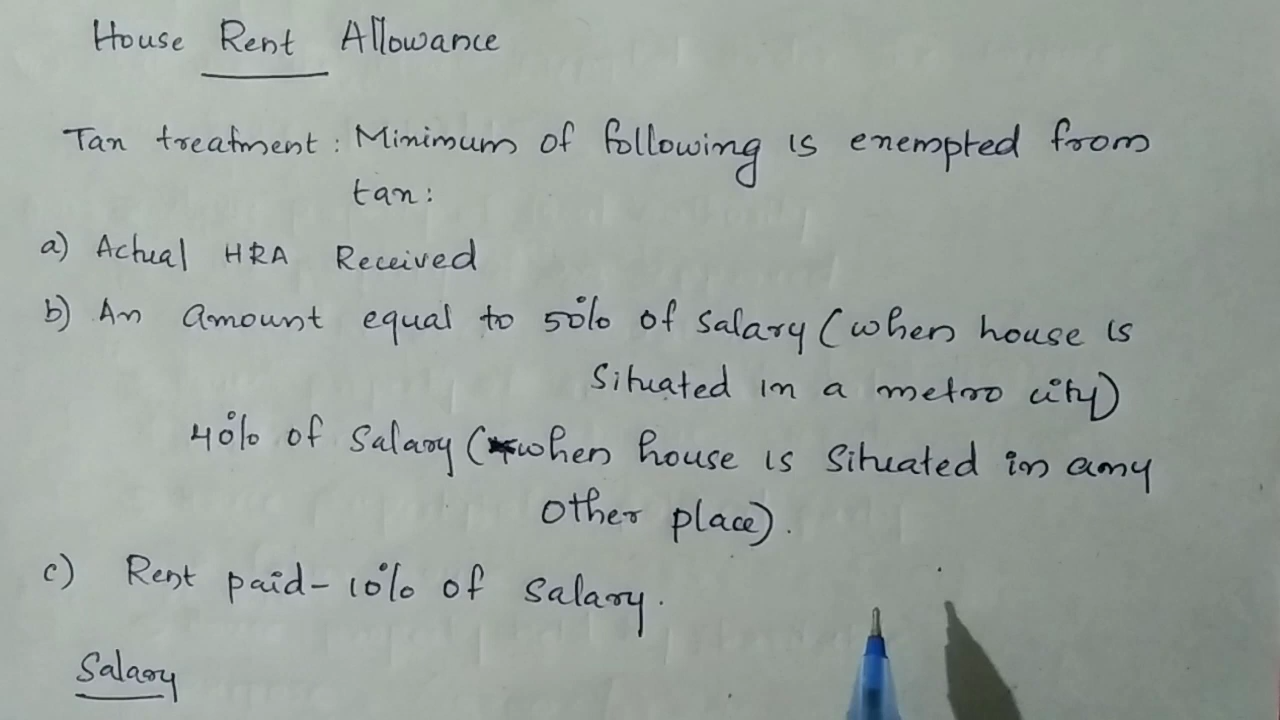 House Rent Allowance
Tax treatment: Minimum of following is exempted from
tax:
a) Actual HRA Received
b) An amount equal to 50% of salary (when house is
situated in a metro city)
40% of salary (when house is situated in any
other place).
c) Rent paid - 10% of salary.
Salary